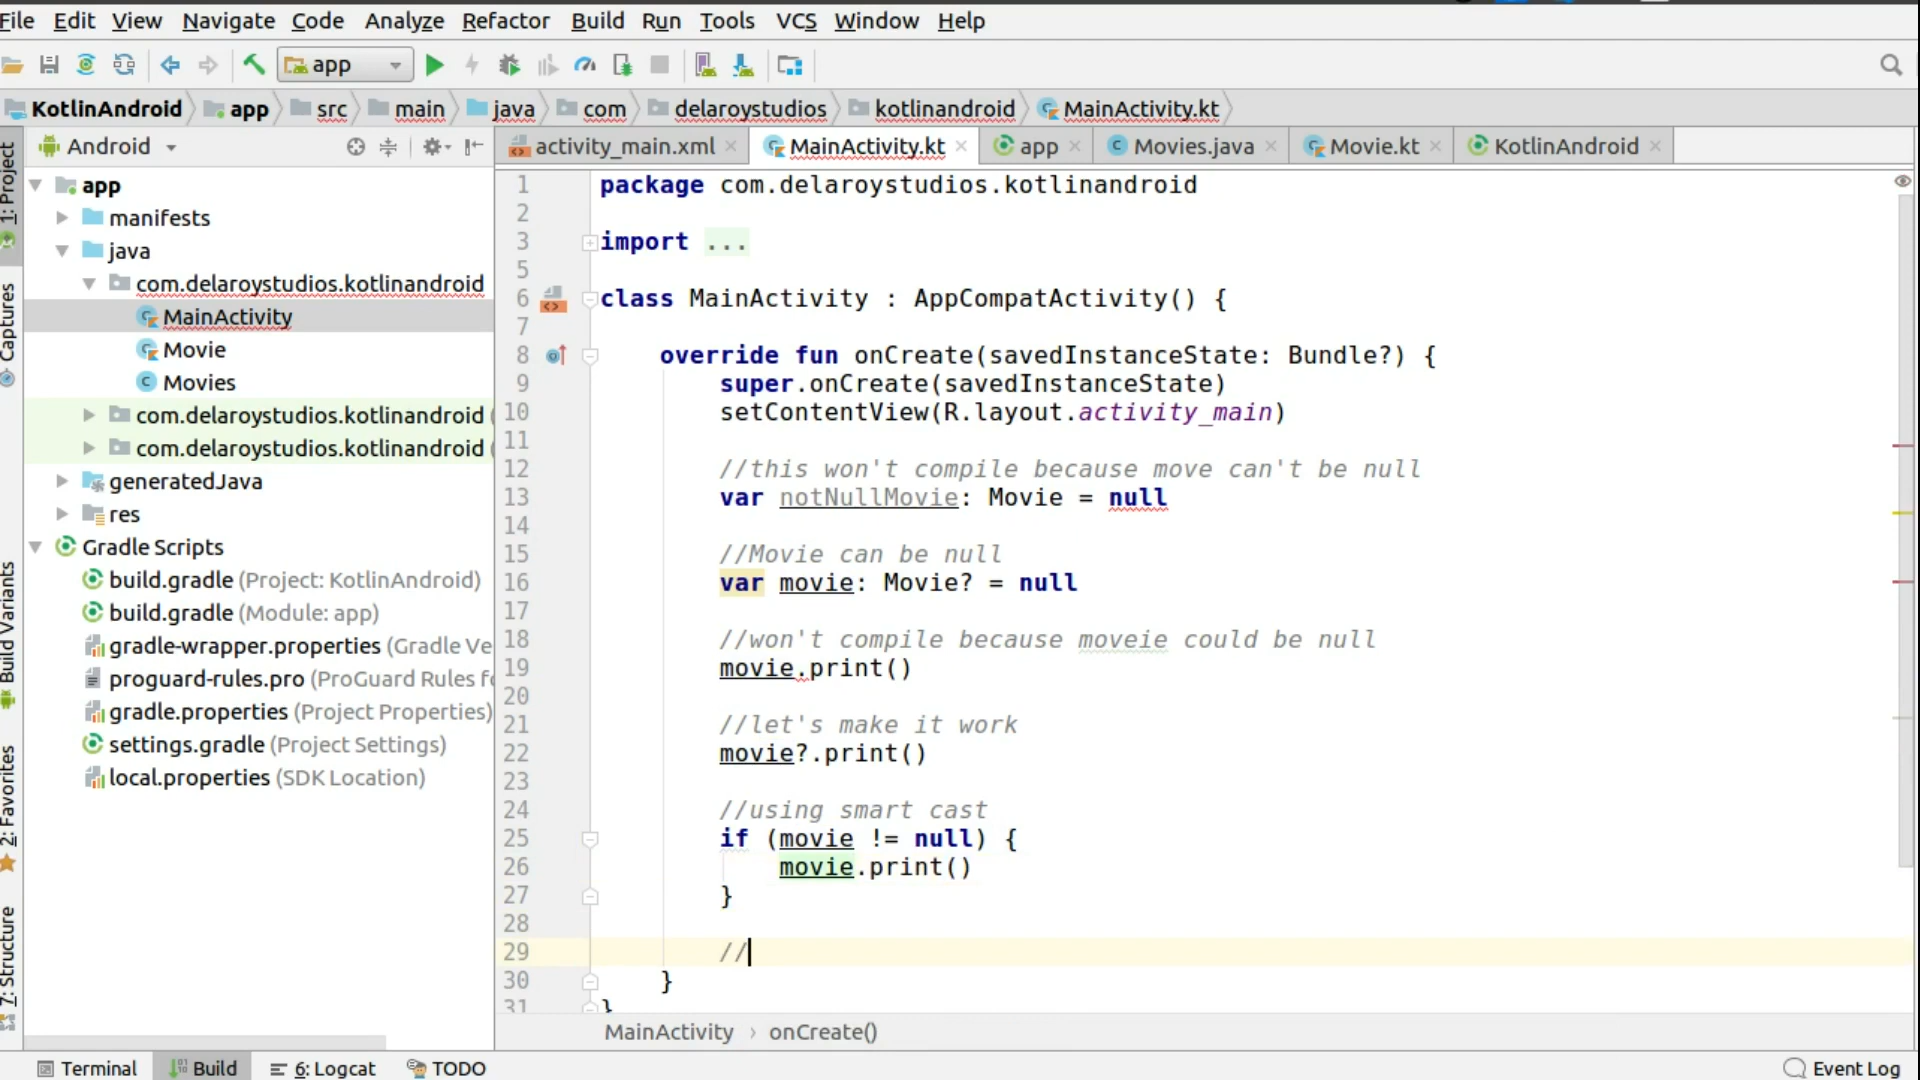 File Edit View Navigate Code Analyze Refactor Build Run Tools VCS Window Help
app
KotlinAndroid app src main java com delaroystudios kotlinandroid MainActivity.kt
Android
activity_main.xml MainActivity.kt app Movies.java Movie.kt KotlinAndroid
1: Project
Captures
Build Variants
2: Favorites
7: Structure
app
manifests
java
com.delaroystudios.kotlinandroid
MainActivity
Movie
Movies
com.delaroystudios.kotlinandroid (
com.delaroystudios.kotlinandroid (
generatedJava
res
Gradle Scripts
build.gradle (Project: KotlinAndroid)
build.gradle (Module: app)
gradle-wrapper.properties (Gradle Ve
proguard-rules.pro (ProGuard Rules fo
gradle.properties (Project Properties)
settings.gradle (Project Settings)
local.properties (SDK Location)
1 package com.delaroystudios.kotlinandroid
2
3 import ...
5
6 class MainActivity : AppCompatActivity() {
7
8 override fun onCreate(savedInstanceState: Bundle?) {
9 super.onCreate(savedInstanceState)
10 setContentView(R.layout.activity_main)
11
12 //this won't compile because move can't be null
13 var notNullMovie: Movie = null
14
15 //Movie can be null
16 var movie: Movie? = null
17
18 //won't compile because moveie could be null
19 movie.print()
20
21 //let's make it work
22 movie?.print()
23
24 //using smart cast
25 if (movie != null) {
26 movie.print()
27 }
28
29 //
30 }
31 }
MainActivity › onCreate()
Terminal Build 6: Logcat TODO Event Log